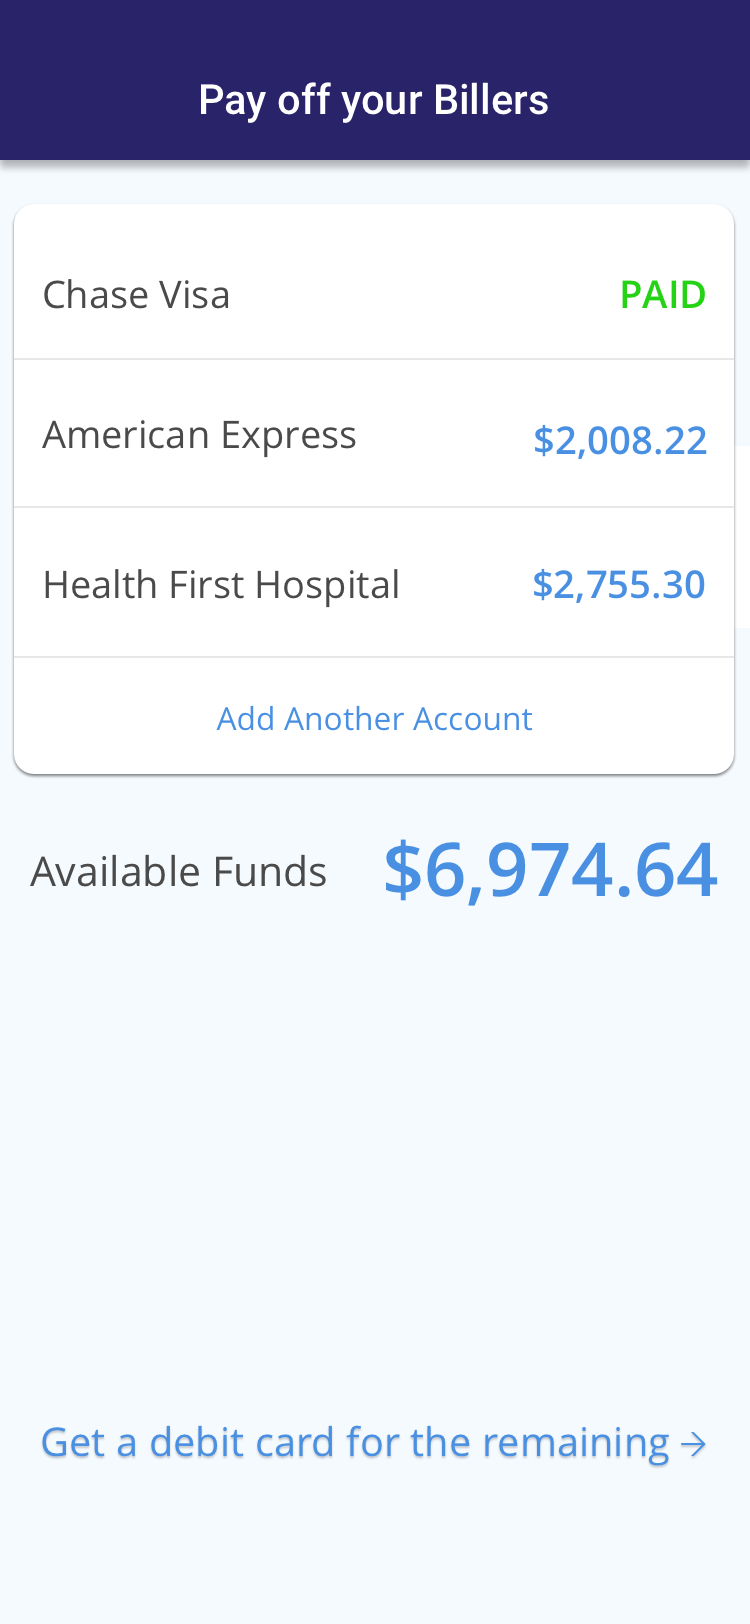 Pay off your Billers
Chase Visa PAID
American Express $2,008.22
Health First Hospital $2,755.30
Add Another Account
Available Funds $6,974.64
Get a debit card for the remaining →